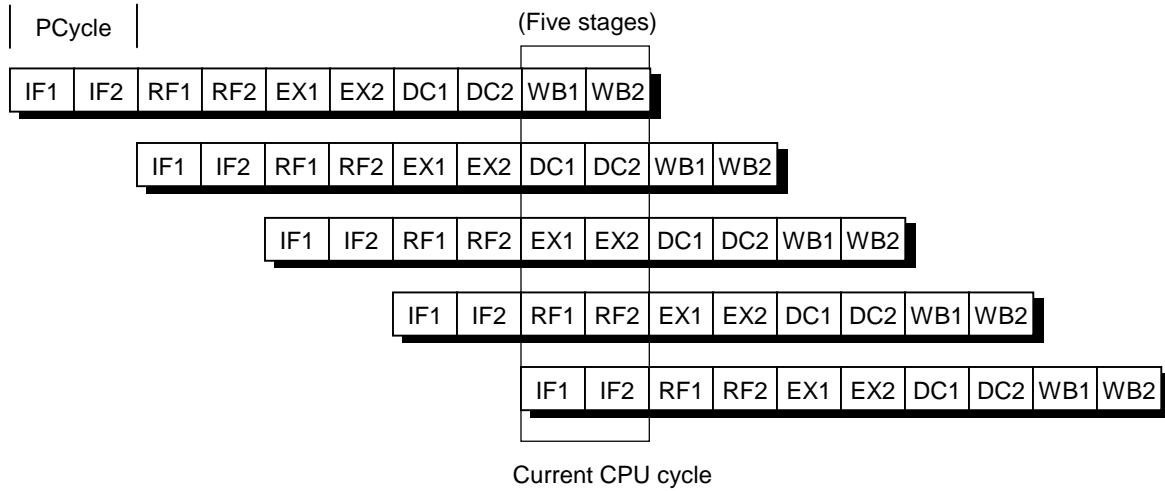 PCycle
(Five stages)
IF1 IF2 RF1 RF2 EX1 EX2 DC1 DC2 WB1 WB2
IF1 IF2 RF1 RF2 EX1 EX2 DC1 DC2 WB1 WB2
IF1 IF2 RF1 RF2 EX1 EX2 DC1 DC2 WB1 WB2
IF1 IF2 RF1 RF2 EX1 EX2 DC1 DC2 WB1 WB2
IF1 IF2 RF1 RF2 EX1 EX2 DC1 DC2 WB1 WB2
Current CPU cycle